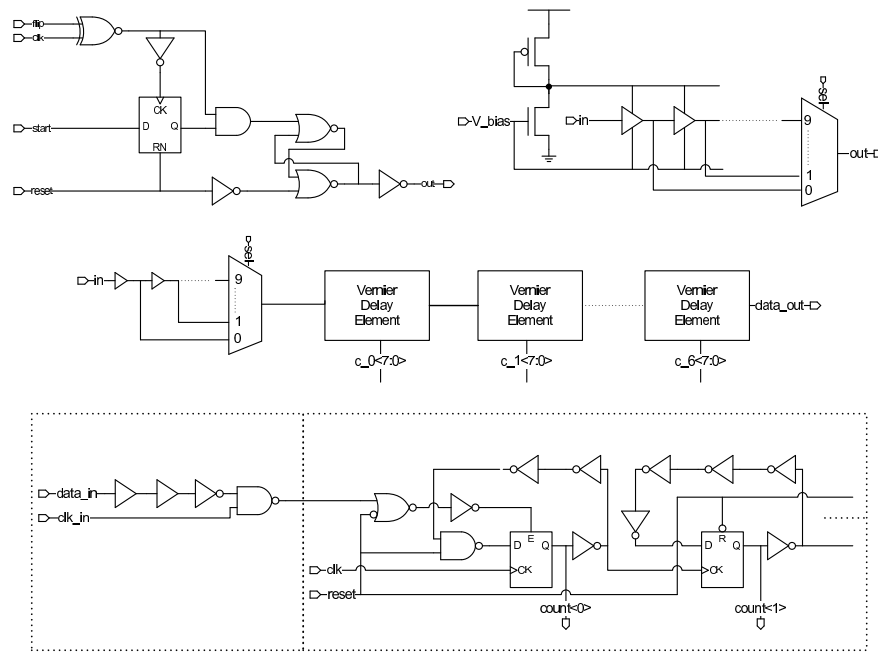 flip
clk
CK
start
D
Q
RN
reset
out
V_bias
in
sel
9
1
0
out
in
sel
9
1
0
Vernier
Delay
Element
Vernier
Delay
Element
Vernier
Delay
Element
data_out
c_0<7:0>
c_1<7:0>
c_6<7:0>
data_in
clk_in
E
D
Q
CK
R
D
Q
CK
clk
reset
count<0>
count<1>